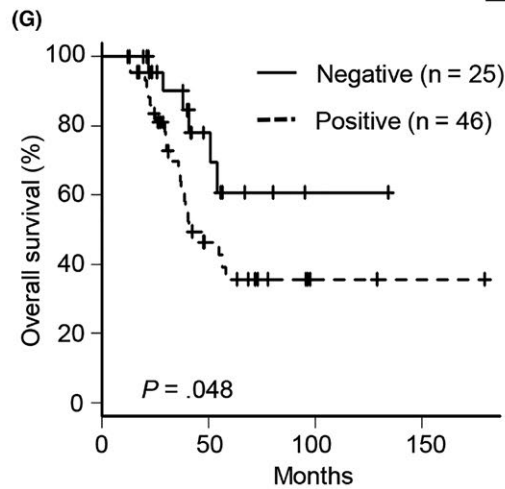 (G)
100
80
60
40
20
0
Overall survival (%)
Negative (n = 25)
Positive (n = 46)
P = .048
0 50 100 150
Months